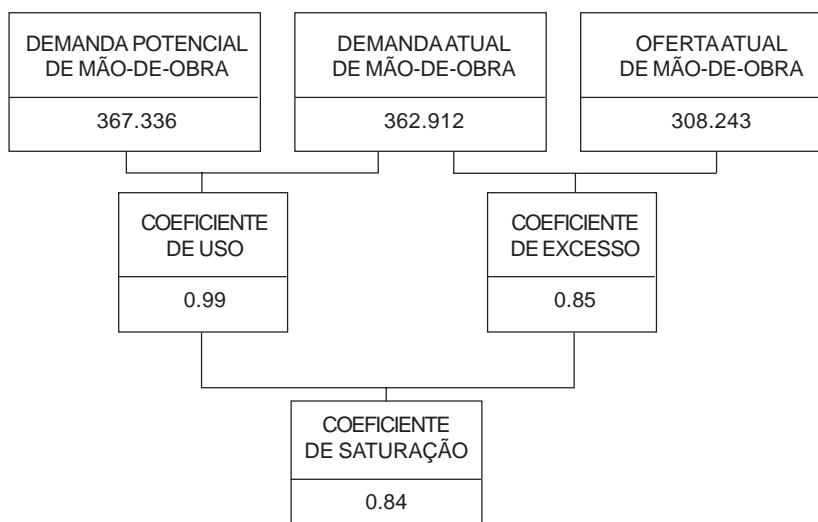 DEMANDA POTENCIAL
DE MÃO-DE-OBRA
367.336
DEMANDA ATUAL
DE MÃO-DE-OBRA
362.912
OFERTA ATUAL
DE MÃO-DE-OBRA
308.243
COEFICIENTE
DE USO
0.99
COEFICIENTE
DE EXCESSO
0.85
COEFICIENTE
DE SATURAÇÃO
0.84